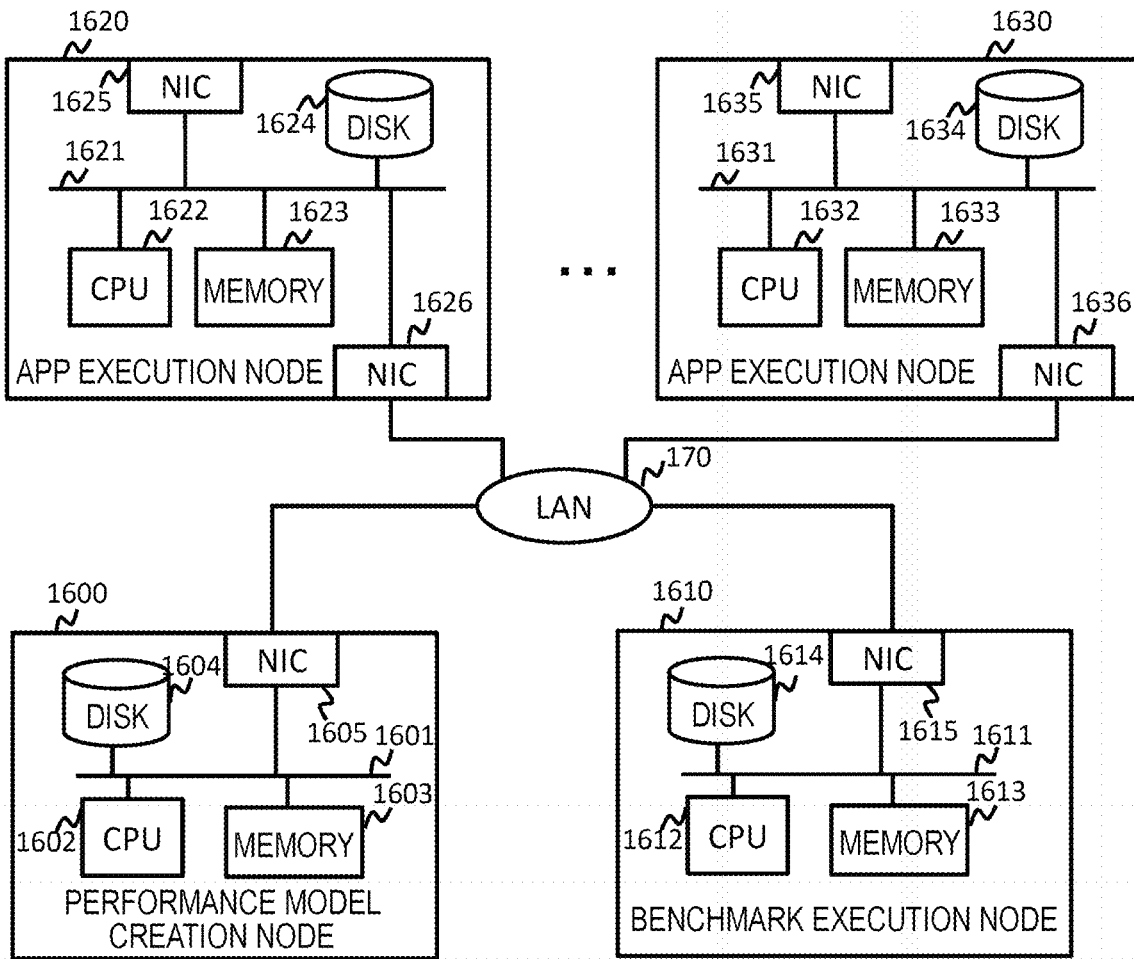 1620
1630
NIC
1625
1624
DISK
NIC
1635
1634
DISK
1621
1631
1622
1623
1632
1633
CPU
MEMORY
...
CPU
MEMORY
1626
1636
APP EXECUTION NODE
NIC
APP EXECUTION NODE
NIC
170
LAN
1600
1610
NIC
1604
DISK
NIC
1614
DISK
1605
1601
1615
1611
1603
1613
1602
CPU
MEMORY
1612
CPU
MEMORY
PERFORMANCE MODEL
CREATION NODE
BENCHMARK EXECUTION NODE